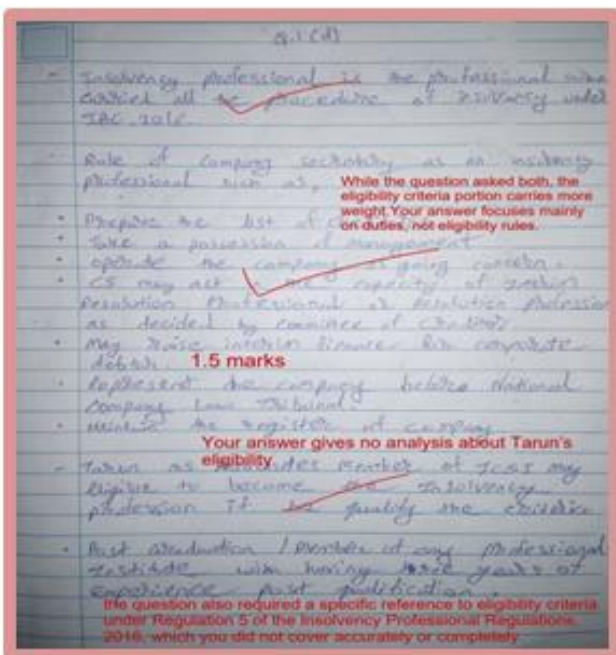 Q.1 (d)
- Insolvency professional is the professional who
carried all the procedure of insolvency under
IBC, 2016.
- Role of Company secretary as an insolvency
professional such as,
While the question asked both, the
eligibility criteria portion carries more
weight.Your answer focuses mainly
on duties, not eligibility rules.
• Prepare the list of
• Take a possession of management
• operate the company as going concern.
• CS may act the capacity of
Resolution Professional or Resolution Profession
as decided by committee of creditor
• May raise interim finance for corporate
debtor.
1.5 marks
• Represent the company before National
Company Law Tribunal.
• the register of company
Your answer gives no analysis about Tarun's
eligibility
- Tarun as member of ICSI may
eligible to become Insolvency
profession if he qualify the criteria
• Post Graduation / member of any professional
institute with having three years of
experience post qualification.
the question also required a specific reference to eligibility criteria
under Regulation 5 of the Insolvency Professional Regulations,
2016, which you did not cover accurately or completely